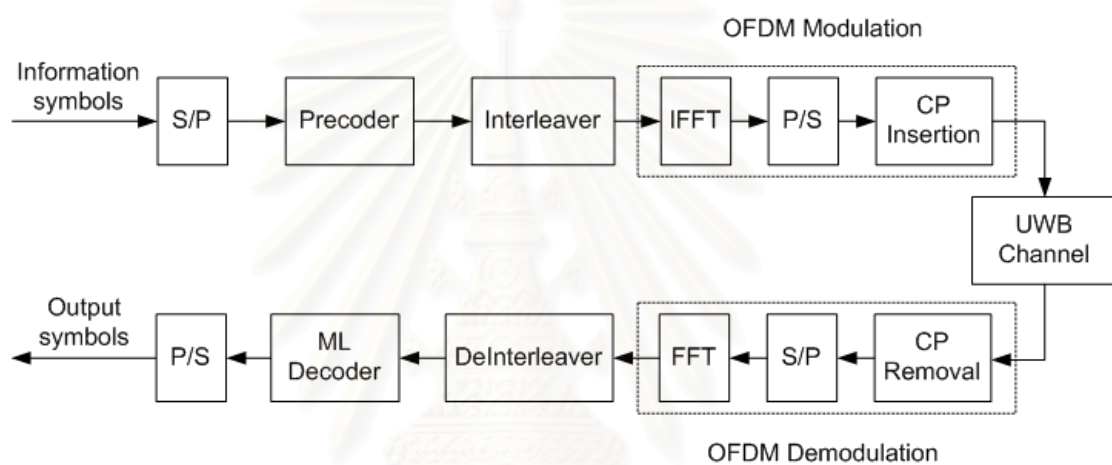 OFDM Modulation
Information
symbols
S/P
Precoder
Interleaver
IFFT
P/S
CP
Insertion
UWB
Channel
Output
symbols
P/S
ML
Decoder
DeInterleaver
FFT
S/P
CP
Removal
OFDM Demodulation